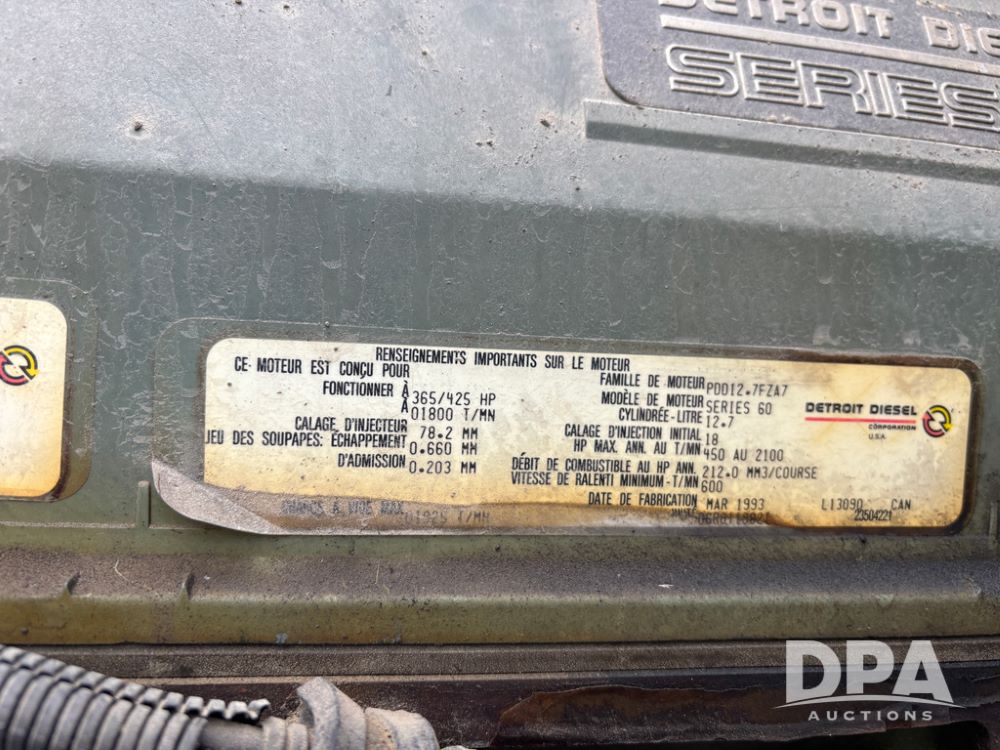 DETROIT DIE
SERIES
RENSEIGNEMENTS IMPORTANTS SUR LE MOTEUR
CE MOTEUR EST CONÇU POUR
FONCTIONNER À 365/425 HP
À 01800 T/MN
CALAGE D'INJECTEUR 78.2 MM
JEU DES SOUPAPES: ÉCHAPPEMENT 0.660 MM
D'ADMISSION 0.203 MM
MAX. 01925 T/MN
FAMILLE DE MOTEUR PDD12.7FZA7
MODÈLE DE MOTEUR SERIES 60
CYLINDRÉE-LITRE 12.7
CALAGE D'INJECTION INITIAL 18
HP MAX. ANN. AU T/MN 450 AU 2100
DÉBIT DE COMBUSTIBLE AU HP ANN. 212.0 MM3/COURSE
VITESSE DE RALENTI MINIMUM-T/MN 600
DATE DE FABRICATION MAR 1993
L13090 CAN
23504221
DETROIT DIESEL
CORPORATION
U.S.A.
DPA
AUCTIONS